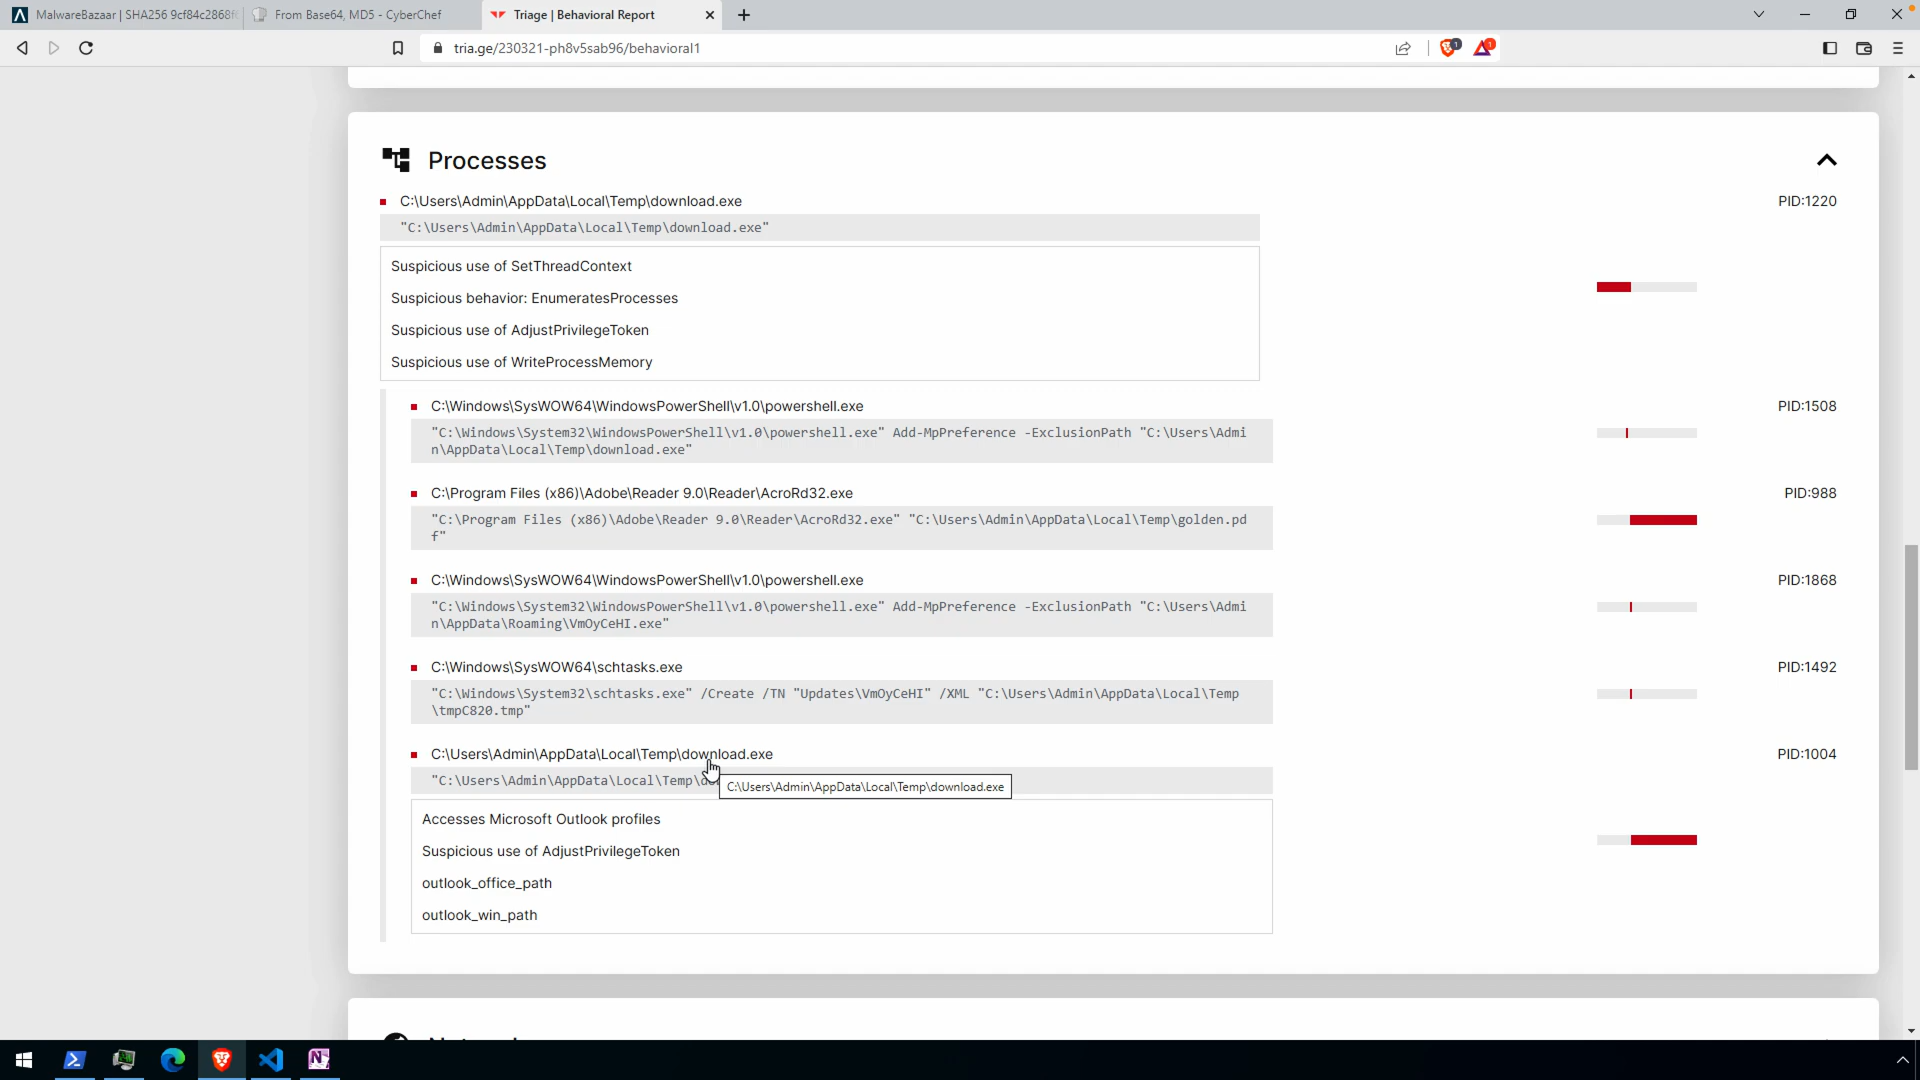 MalwareBazaar | SHA256 9cf84c2868f
From Base64, MD5 - CyberChef
Triage | Behavioral Report
tria.ge/230321-ph8v5sab96/behavioral1
1
1
Processes
C:\Users\Admin\AppData\Local\Temp\download.exe
PID:1220
"C:\Users\Admin\AppData\Local\Temp\download.exe"
Suspicious use of SetThreadContext
Suspicious behavior: EnumeratesProcesses
Suspicious use of AdjustPrivilegeToken
Suspicious use of WriteProcessMemory
C:\Windows\SysWOW64\WindowsPowerShell\v1.0\powershell.exe
PID:1508
"C:\Windows\System32\WindowsPowerShell\v1.0\powershell.exe" Add-MpPreference -ExclusionPath "C:\Users\Admi
n\AppData\Local\Temp\download.exe"
C:\Program Files (x86)\Adobe\Reader 9.0\Reader\AcroRd32.exe
PID:988
"C:\Program Files (x86)\Adobe\Reader 9.0\Reader\AcroRd32.exe" "C:\Users\Admin\AppData\Local\Temp\golden.pd
f"
C:\Windows\SysWOW64\WindowsPowerShell\v1.0\powershell.exe
PID:1868
"C:\Windows\System32\WindowsPowerShell\v1.0\powershell.exe" Add-MpPreference -ExclusionPath "C:\Users\Admi
n\AppData\Roaming\VmOyCeHI.exe"
C:\Windows\SysWOW64\schtasks.exe
PID:1492
"C:\Windows\System32\schtasks.exe" /Create /TN "Updates\VmOyCeHI" /XML "C:\Users\Admin\AppData\Local\Temp
\tmpC820.tmp"
C:\Users\Admin\AppData\Local\Temp\download.exe
PID:1004
"C:\Users\Admin\AppData\Local\Temp\
C:\Users\Admin\AppData\Local\Temp\download.exe
Accesses Microsoft Outlook profiles
Suspicious use of AdjustPrivilegeToken
outlook_office_path
outlook_win_path